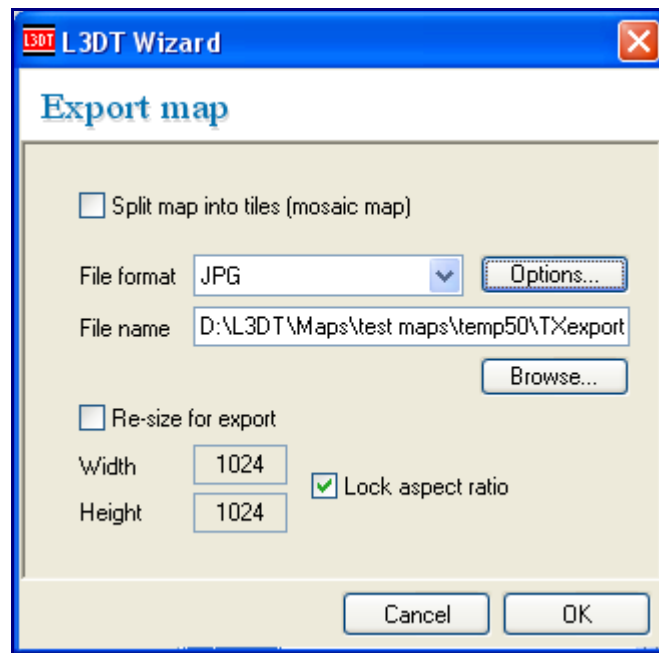 L3DT L3DT Wizard
Export map
Split map into tiles (mosaic map)
File format JPG Options...
File name D:\L3DT\Maps\test maps\temp50\TXexport
Browse...
Re-size for export
Width 1024
Lock aspect ratio
Height 1024
Cancel OK